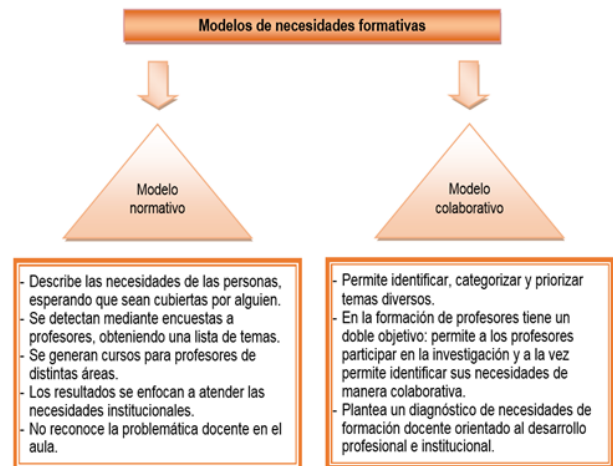 Modelos de necesidades formativas
Modelo
normativo
- Describe las necesidades de las personas,
esperando que sean cubiertas por alguien.
- Se detectan mediante encuestas a
profesores, obteniendo una lista de temas.
- Se generan cursos para profesores de
distintas áreas.
- Los resultados se enfocan a atender las
necesidades institucionales.
- No reconoce la problemática docente en el
aula.
Modelo
colaborativo
- Permite identificar, categorizar y priorizar
temas diversos.
- En la formación de profesores tiene un
doble objetivo: permite a los profesores
participar en la investigación y a la vez
permite identificar sus necesidades de
manera colaborativa.
- Plantea un diagnóstico de necesidades de
formación docente orientado al desarrollo
profesional e institucional.